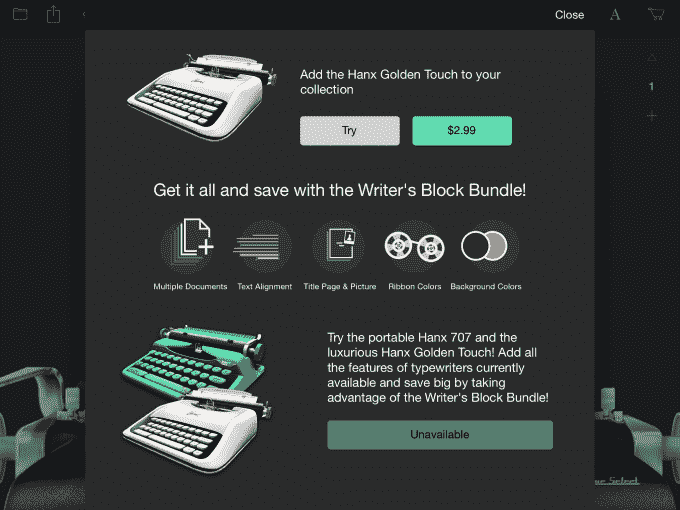 Close
A
Add the Hanx Golden Touch to your
collection
1
Try
$2.99
Get it all and save with the Writer's Block Bundle!
Multiple Documents
Text Alignment
Title Page & Picture
Ribbon Colors
Background Colors
Try the portable Hanx 707 and the
luxurious Hanx Golden Touch! Add all
the features of typewriters currently
available and save big by taking
advantage of the Writer's Block Bundle!
Unavailable
Select